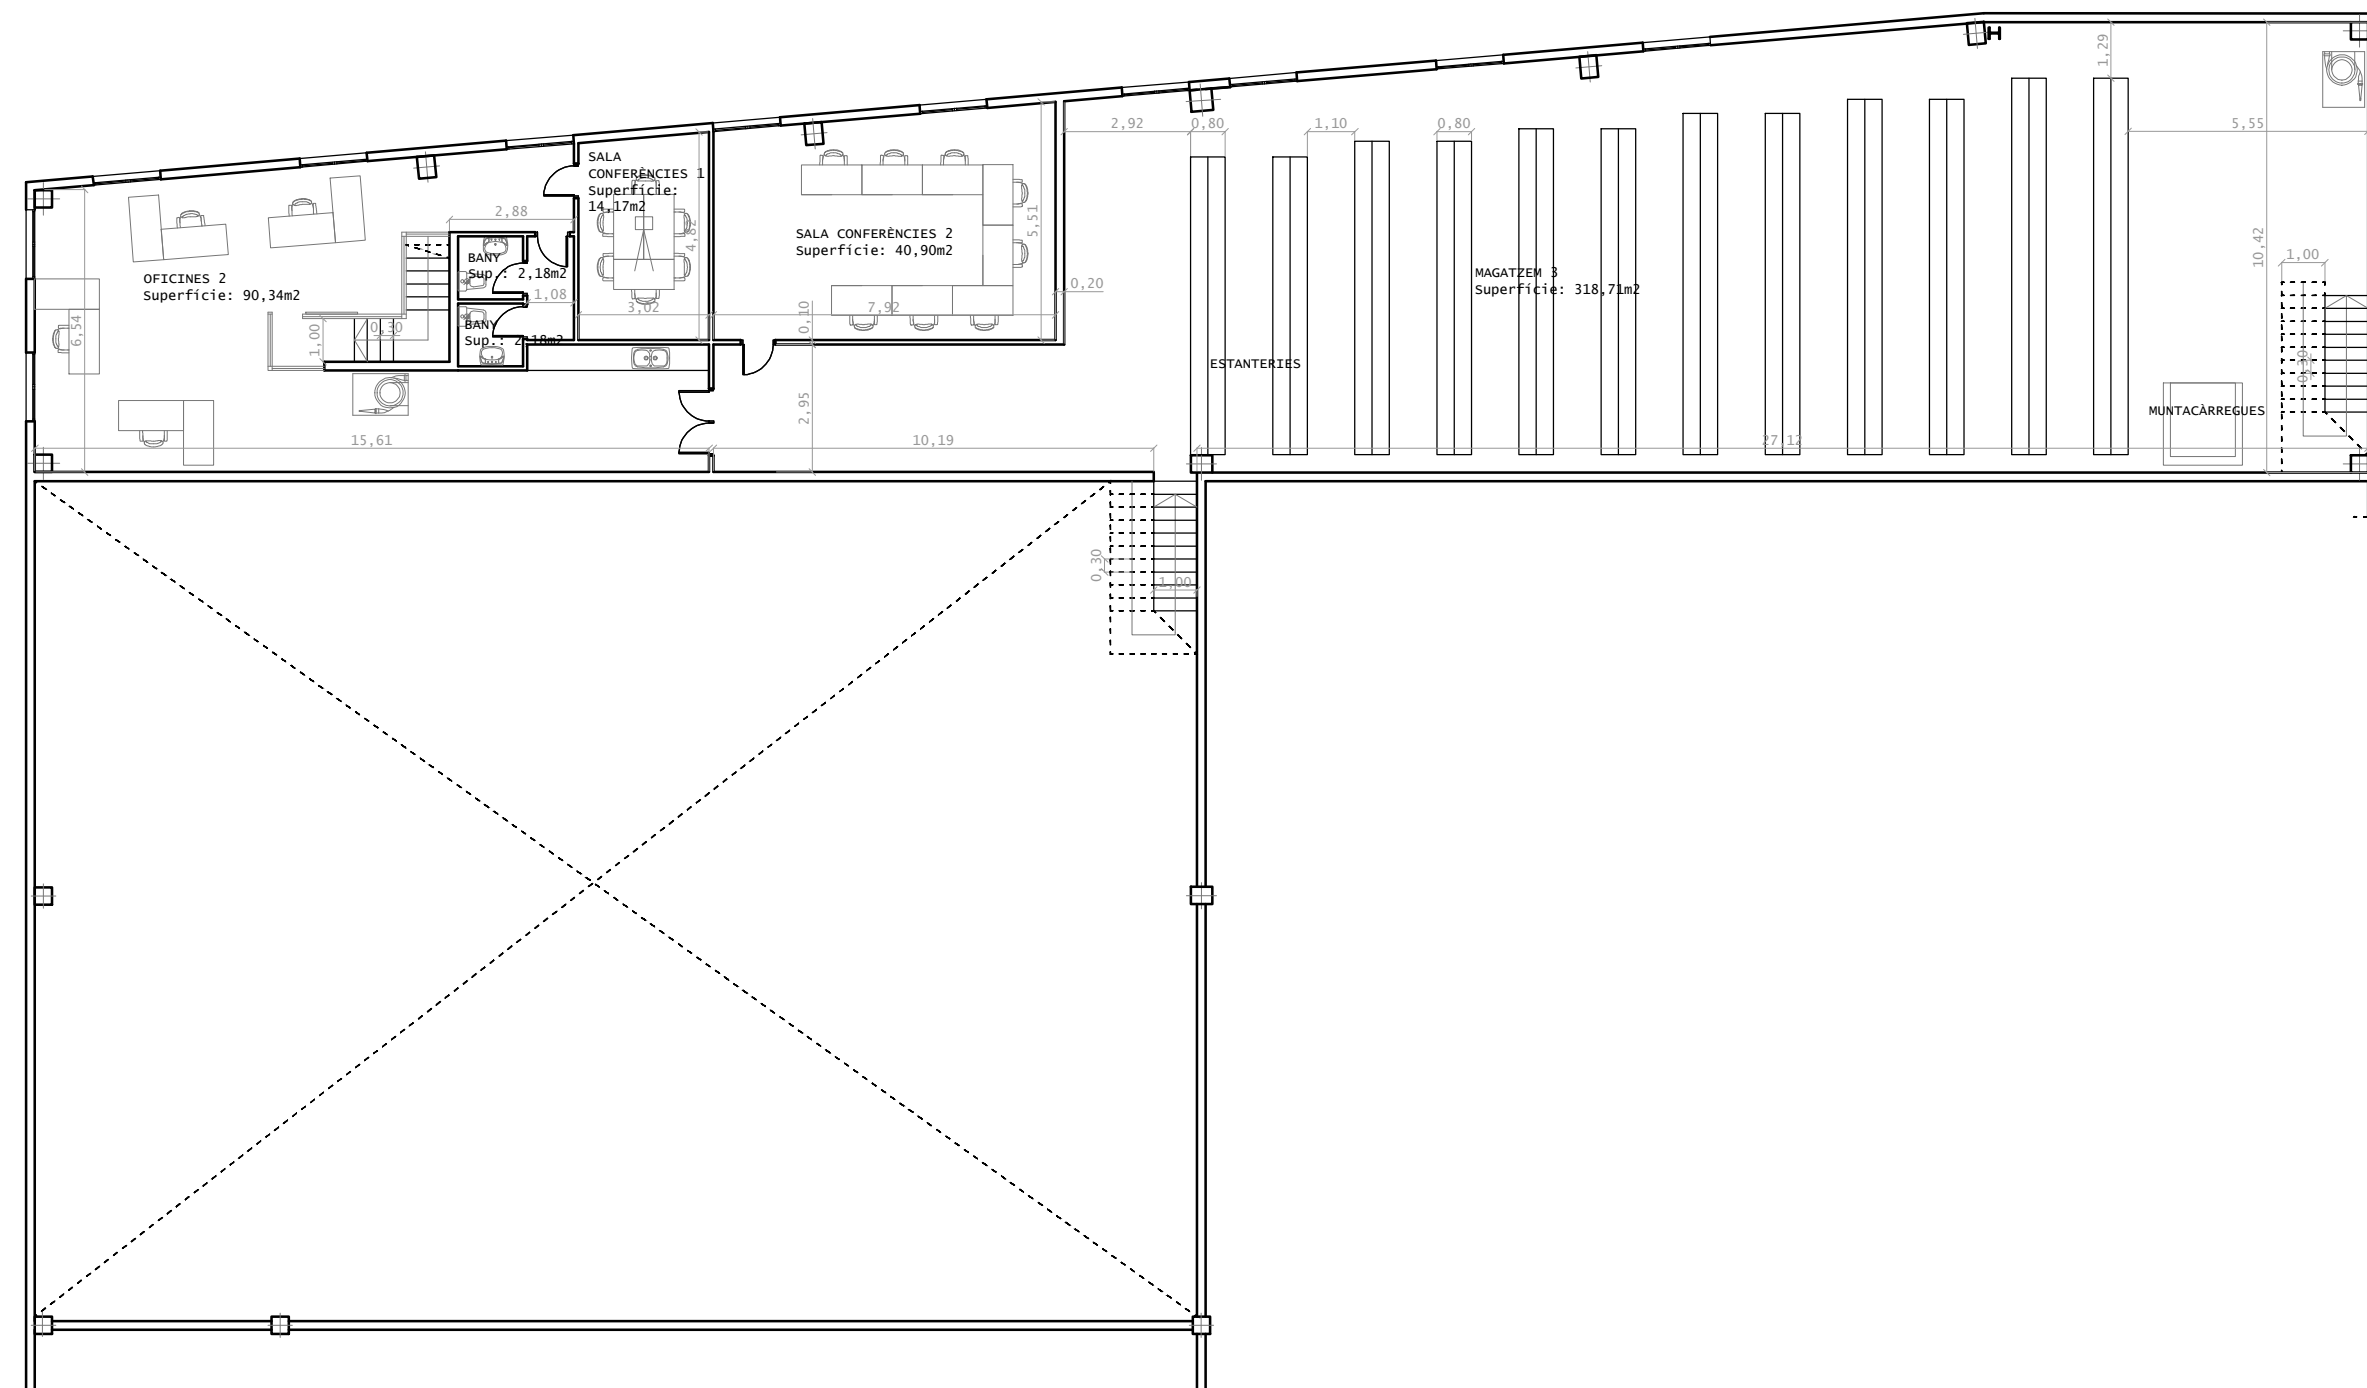 1,29
2,92
0,80
1,10
0,80
5,55
SALA
CONFERÈNCIES 1
Superfície:
14,17m2
2,88
4,82
5,51
SALA CONFERÈNCIES 2
Superfície: 40,90m2
10,42
BANY
Sup.: 2,18m2
1,00
OFICINES 2
Superfície: 90,34m2
MAGATZEM 3
Superfície: 318,71m2
0,20
1,08
3,02
0,10
7,92
6,54
1,00
0,30
BANY
Sup.: 2,18m2
ESTANTERIES
0,30
2,95
MUNTACÀRREGUES
15,61
10,19
27,12
0,30
1,00